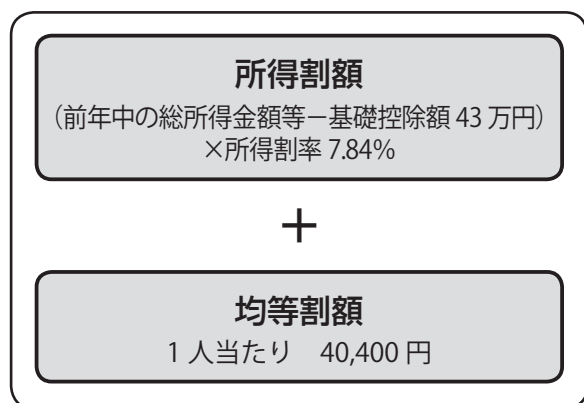 所得割額
（前年中の総所得金額等－基礎控除額 43 万円）
×所得割率 7.84%
＋
均等割額
1 人当たり　40,400 円